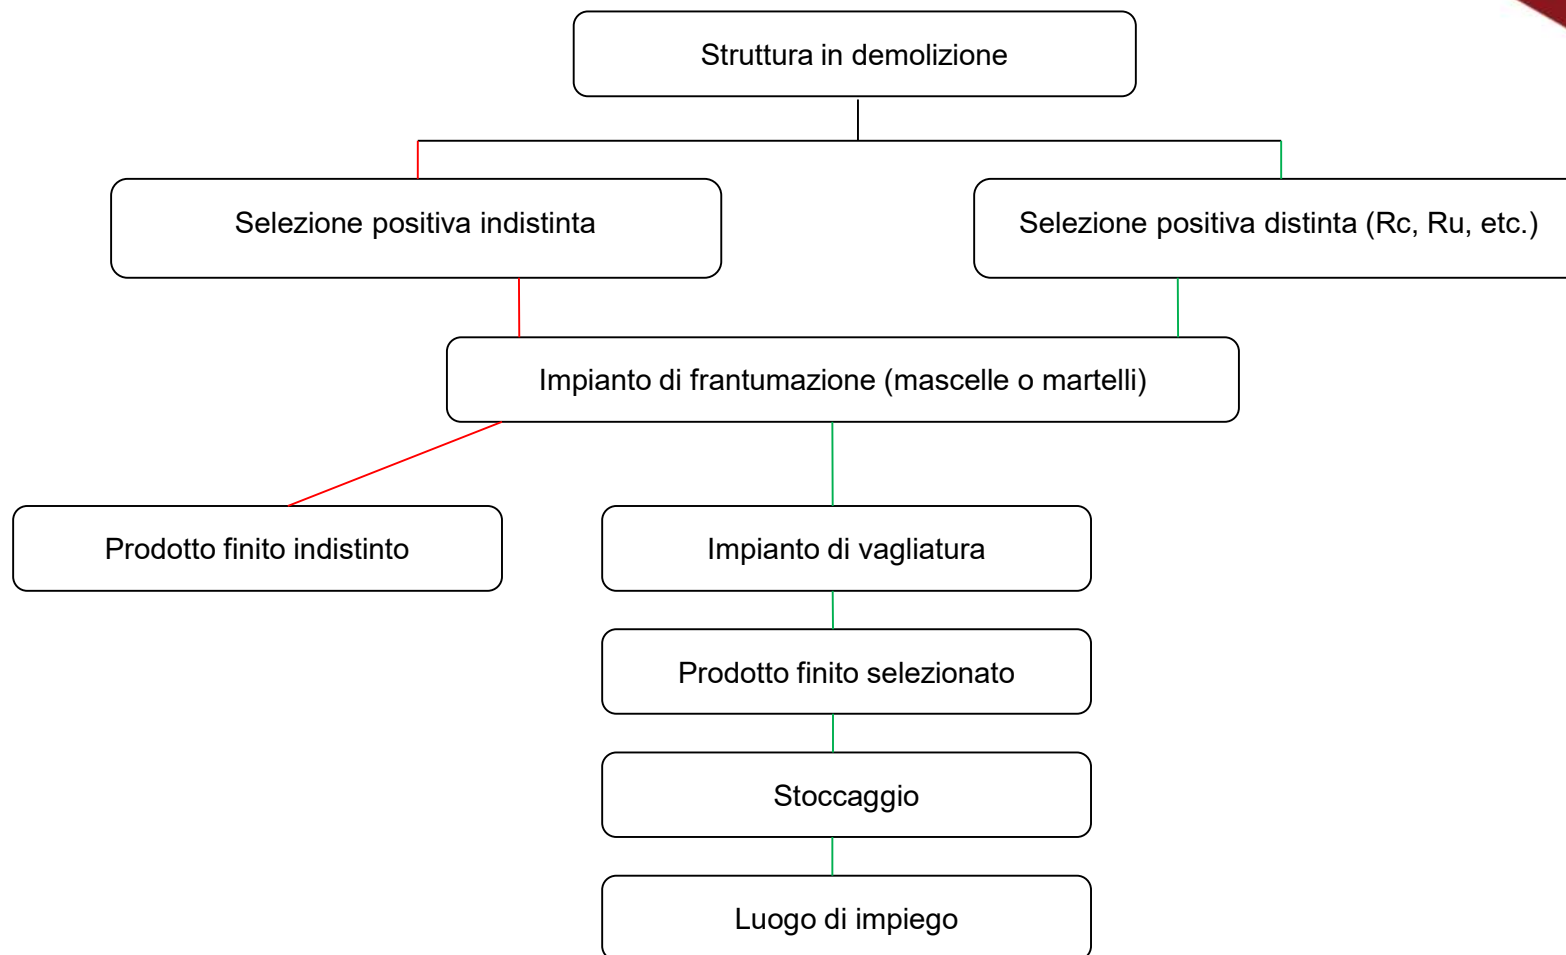 Struttura in demolizione
Selezione positiva indistinta
Selezione positiva distinta (Rc, Ru, etc.)
Impianto di frantumazione (mascelle o martelli)
Prodotto finito indistinto
Impianto di vagliatura
Prodotto finito selezionato
Stoccaggio
Luogo di impiego